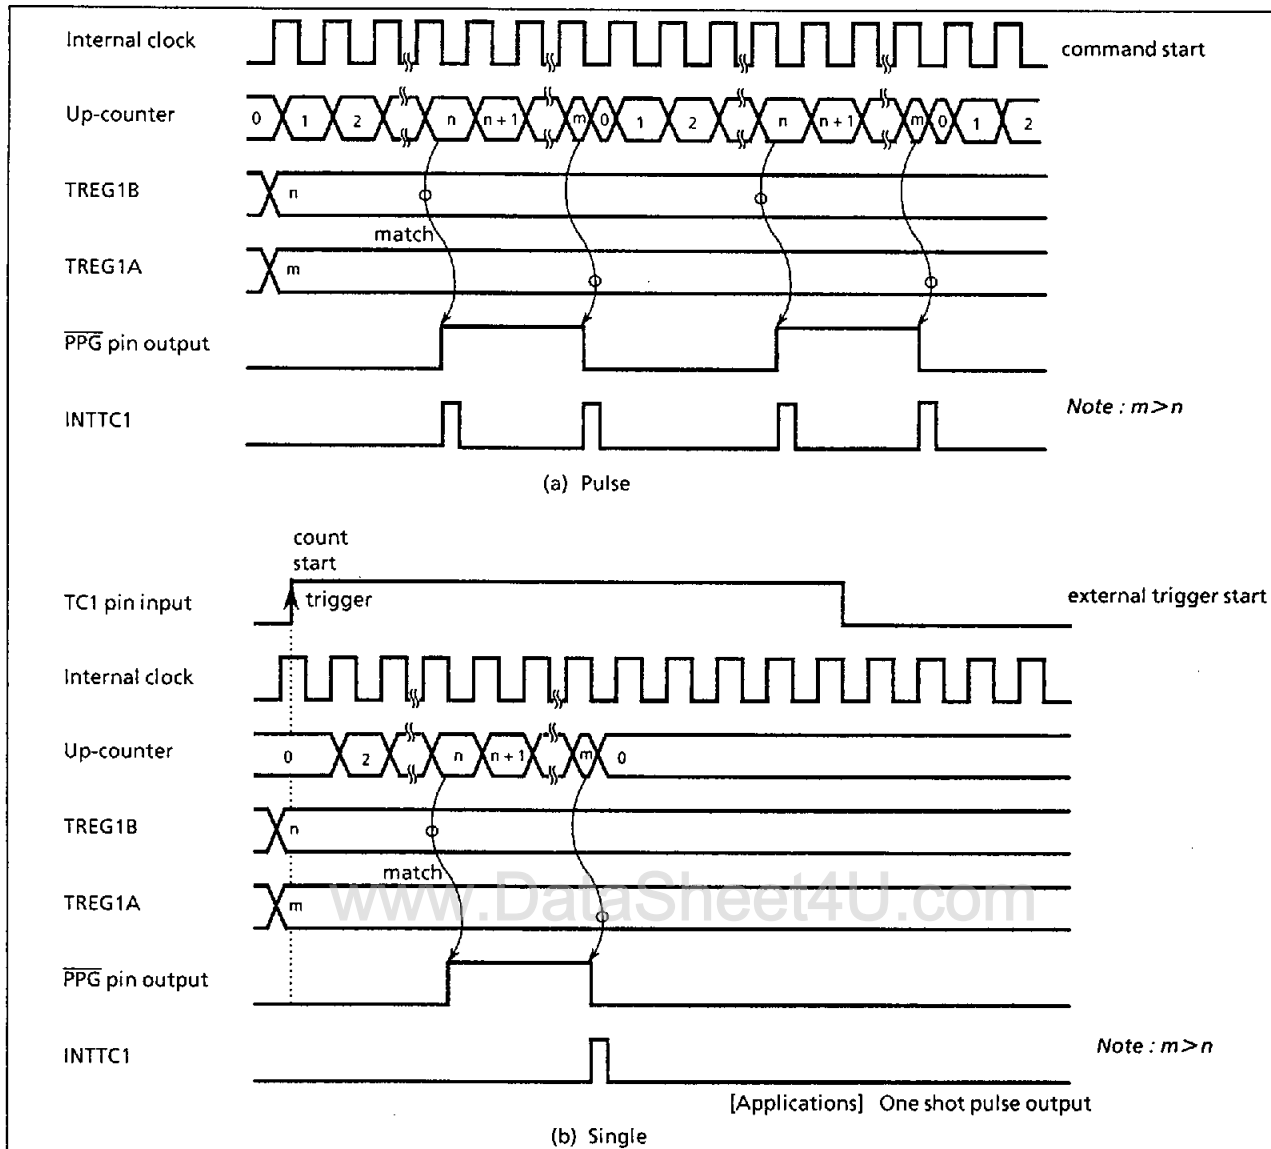 Internal clock
command start
Up-counter
0 1 2 n n+1 m 0 1 2 n n+1 m 0 1 2
TREG1B
n
match
TREG1A
m
PPG pin output
INTTC1
Note : m>n
(a) Pulse
count
start
TC1 pin input
trigger
external trigger start
Internal clock
Up-counter
0 2 n n+1 m 0
TREG1B
n
match
TREG1A
m
www.DataSheet4U.com
PPG pin output
INTTC1
Note : m>n
[Applications] One shot pulse output
(b) Single